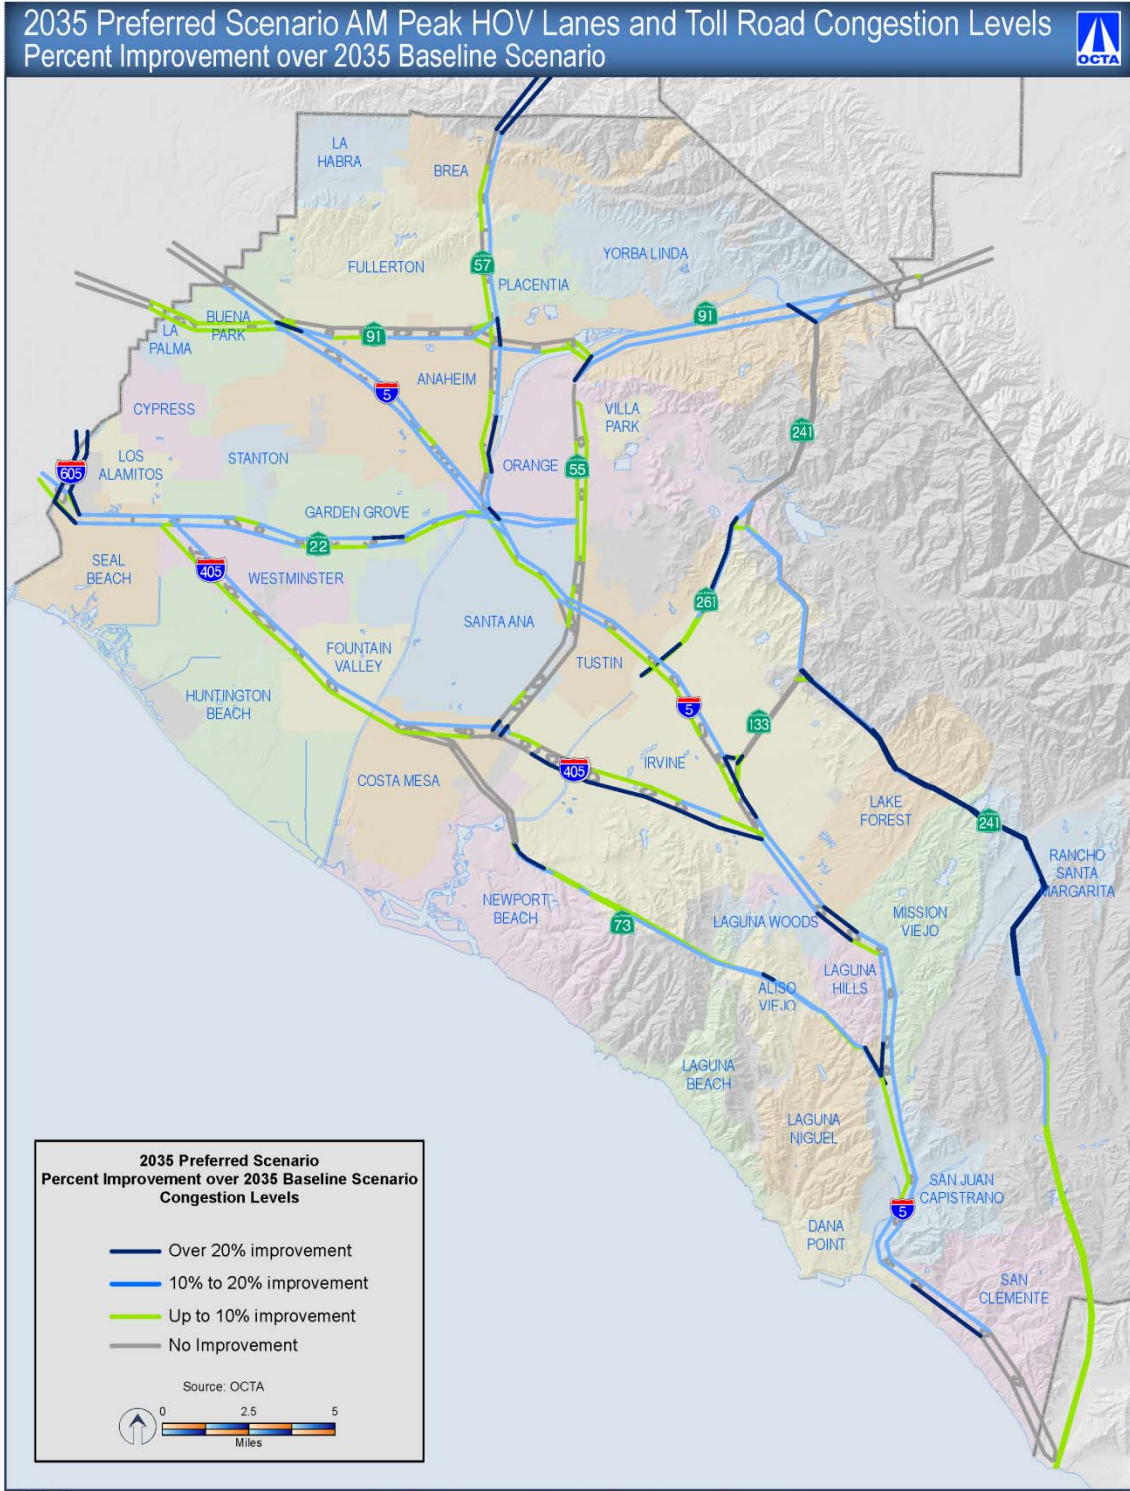 2035 Preferred Scenario AM Peak HOV Lanes and Toll Road Congestion Levels
Percent Improvement over 2035 Baseline Scenario
OCTA
LA
HABRA
BREA
YORBA LINDA
FULLERTON
57
PLACENTIA
BUENA
PARK
91
91
LA
PALMA
ANAHEIM
5
CYPRESS
VILLA
PARK
241
LOS
ALAMITOS
STANTON
ORANGE
55
605
GARDEN GROVE
22
SEAL
BEACH
405
WESTMINSTER
261
SANTA ANA
FOUNTAIN
VALLEY
TUSTIN
HUNTINGTON
BEACH
5
133
IRVINE
405
COSTA MESA
LAKE
FOREST
241
RANCHO
SANTA
MARGARITA
NEWPORT
BEACH
73
LAGUNA WOODS
MISSION
VIEJO
LAGUNA
HILLS
ALISO
VIEJO
LAGUNA
BEACH
LAGUNA
NIGUEL
SAN JUAN
CAPISTRANO
5
DANA
POINT
SAN
CLEMENTE
2035 Preferred Scenario
Percent Improvement over 2035 Baseline Scenario
Congestion Levels
Over 20% improvement
10% to 20% improvement
Up to 10% improvement
No Improvement
Source: OCTA
0 2.5 5
Miles